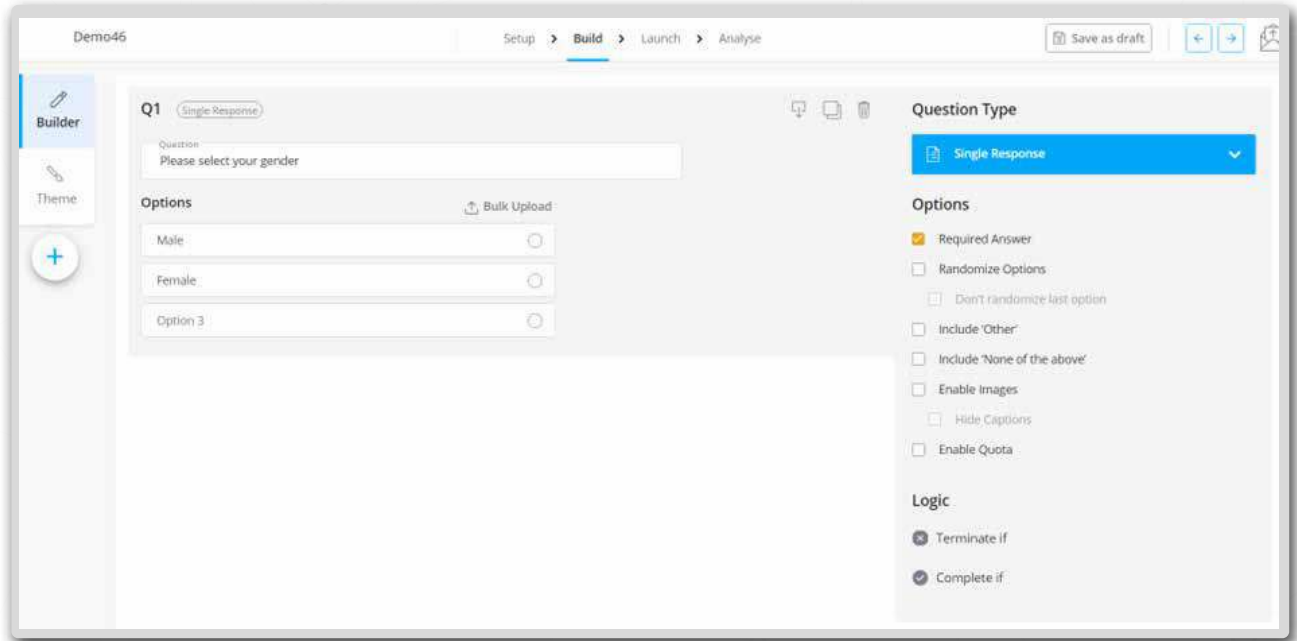 Demo46
Setup > Build > Launch > Analyse
Save as draft
Builder
Theme
Q1 Single Response
Question
Please select your gender
Options Bulk Upload
Male
Female
Option 3
Question Type
Single Response
Options
Required Answer
Randomize Options
Don't randomize last option
Include 'Other'
Include 'None of the above'
Enable Images
Hide Captions
Enable Quota
Logic
Terminate if
Complete if